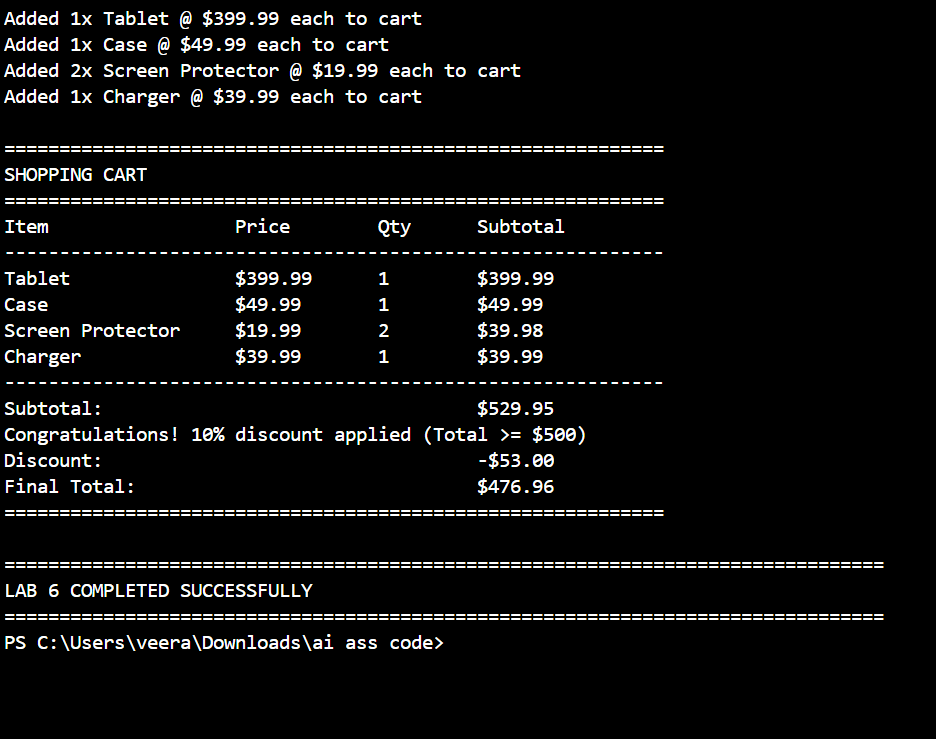 Added 1x Tablet @ $399.99 each to cart
Added 1x Case @ $49.99 each to cart
Added 2x Screen Protector @ $19.99 each to cart
Added 1x Charger @ $39.99 each to cart
============================================================
SHOPPING CART
============================================================
Item                 Price        Qty      Subtotal
------------------------------------------------------------
Tablet               $399.99      1        $399.99
Case                 $49.99       1        $49.99
Screen Protector     $19.99       2        $39.98
Charger              $39.99       1        $39.99
------------------------------------------------------------
Subtotal:                                  $529.95
Congratulations! 10% discount applied (Total >= $500)
Discount:                                  -$53.00
Final Total:                               $476.96
============================================================
================================================================================
LAB 6 COMPLETED SUCCESSFULLY
================================================================================
PS C:\Users\veera\Downloads\ai ass code>